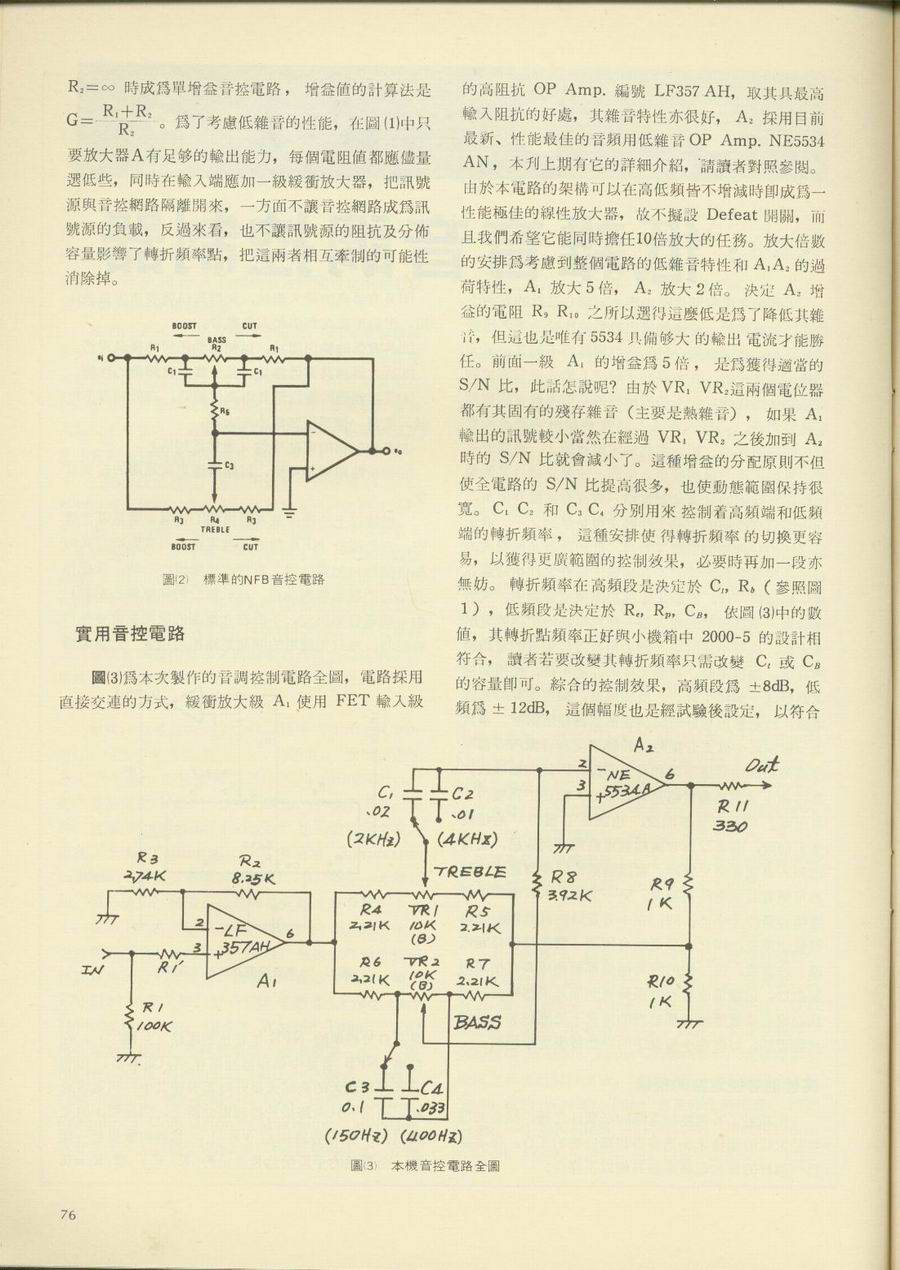 R₂=∞ 時成爲單增益音控電路， 增益值的計算法是
G= R₁+R₂ / R₂ 。爲了考慮低雜音的性能，在圖(1)中只
要放大器A有足够的輸出能力，每個電阻値都應儘量
選低些，同時在輸入端應加一級緩衝放大器，把訊號
源與音控網路隔離開來，一方面不讓音控網路成爲訊
號源的負載，反過來看，也不讓訊號源的阻抗及分佈
容量影響了轉折頻率點，把這兩者相互牽制的可能性
消除掉。
BOOST CUT
BASS
R1 R2 R1
C1 C1
R5
C3
R3 R4 R3
TREBLE
BOOST CUT
圖(2) 標準的NFB音控電路
實用音控電路
圖(3)爲本次製作的音調控制電路全圖，電路採用
直接交連的方式，緩衝放大級 A₁ 使用 FET 輸入級
的高阻抗 OP Amp. 編號 LF357 AH，取其具最高
輸入阻抗的好處，其雜音特性亦很好， A₂ 採用目前
最新、性能最佳的音頻用低雜音 OP Amp. NE5534
AN，本刋上期有它的詳細介紹，請讀者對照參閱。
由於本電路的架構可以在高低頻皆不增減時卽成爲一
性能極佳的線性放大器，故不擬設 Defeat 開關，而
且我們希望它能同時擔任10倍放大的任務。放大倍數
的安排爲考慮到整個電路的低雜音特性和 A₁A₂ 的過
荷特性， A₁ 放大 5 倍， A₂ 放大 2 倍。 決定 A₂ 增
益的電阻 R₉ R₁₀ 之所以選得這麼低是爲了降低其雜
音，但這也是唯有 5534 具備够大 的輸出 電流才能勝
任。前面一級 A₁ 的增益爲 5 倍， 是爲獲得適當的
S/N 比，此話怎說呢? 由於 VR₁ VR₂這兩個電位器
都有其固有的殘存雜音（主要是熱雜音）， 如果 A₁
輸出的訊號較小當然在經過 VR₁ VR₂ 之後加到 A₂
時的 S/N 比就會減小了。這種增益的分配原則不但
使全電路的 S/N 比提高很多，也使動態範圍保持很
寬。 C₁ C₂ 和 C₃ C₄ 分別用來 控制着高頻端和低頻
端的轉折頻率， 這種安排使 得轉折頻率 的切換更容
易，以獲得更廣範圍的控制效果，必要時再加一段亦
無妨。 轉折頻率在高頻段是決定於 Cₜ, R_b （ 參照圖
1），低頻段是決定於 Rₑ, Rₚ, C_B， 依圖(3)中的數
値，其轉折點頻率正好與小機箱中 2000-5 的設計相
符合， 讀者若要改變其轉折頻率只需改變 Cₜ 或 C_B
的容量卽可。綜合的控制效果，高頻段爲 ±8dB，低
頻爲 ± 12dB， 這個幅度也是經試驗後設定，以符合
A2
2 -NE
3 +5534A 6
Out
R11
330
C1 .02 C2 .01
(2KHz) (4KHz)
TREBLE
R3 2.74K R2 8.25K
R4 2.21K VR1 10K (B) R5 2.21K
R8 3.92K
R9 1K
2 -LF
3 +357AH 6
IN R1'
A1
R6 2.21K VR2 10K (B) R7 2.21K
R10 1K
R1 100K
BASS
C3 0.1 C4 .033
(150Hz) (400Hz)
圖(3) 本機音控電路全圖
76